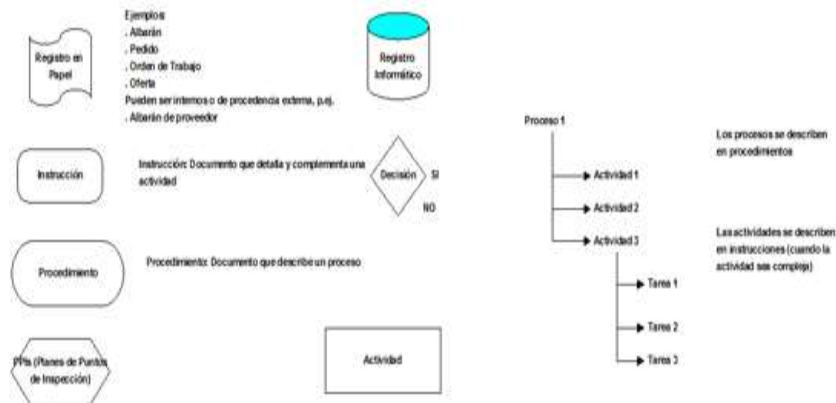 Registro en
Papel
Ejemplos
. Albarán
. Pedido
. Orden de Trabajo
. Oferta
Pueden ser internos o de procedencia externa, p.ej.
. Albarán de proveedor
Registro
Informático
Instrucción
Instrucción: Documento que detalla y complementa una
actividad
Decisión
SI
NO
Procedimiento
Procedimiento: Documento que describe un proceso
PPIs (Planes de Puntos
de Inspección)
Actividad
Proceso 1
Actividad 1
Actividad 2
Actividad 3
Tarea 1
Tarea 2
Tarea 3
Los procesos se describen
en procedimientos
Las actividades se describen
en instrucciones (cuando la
actividad sea compleja)